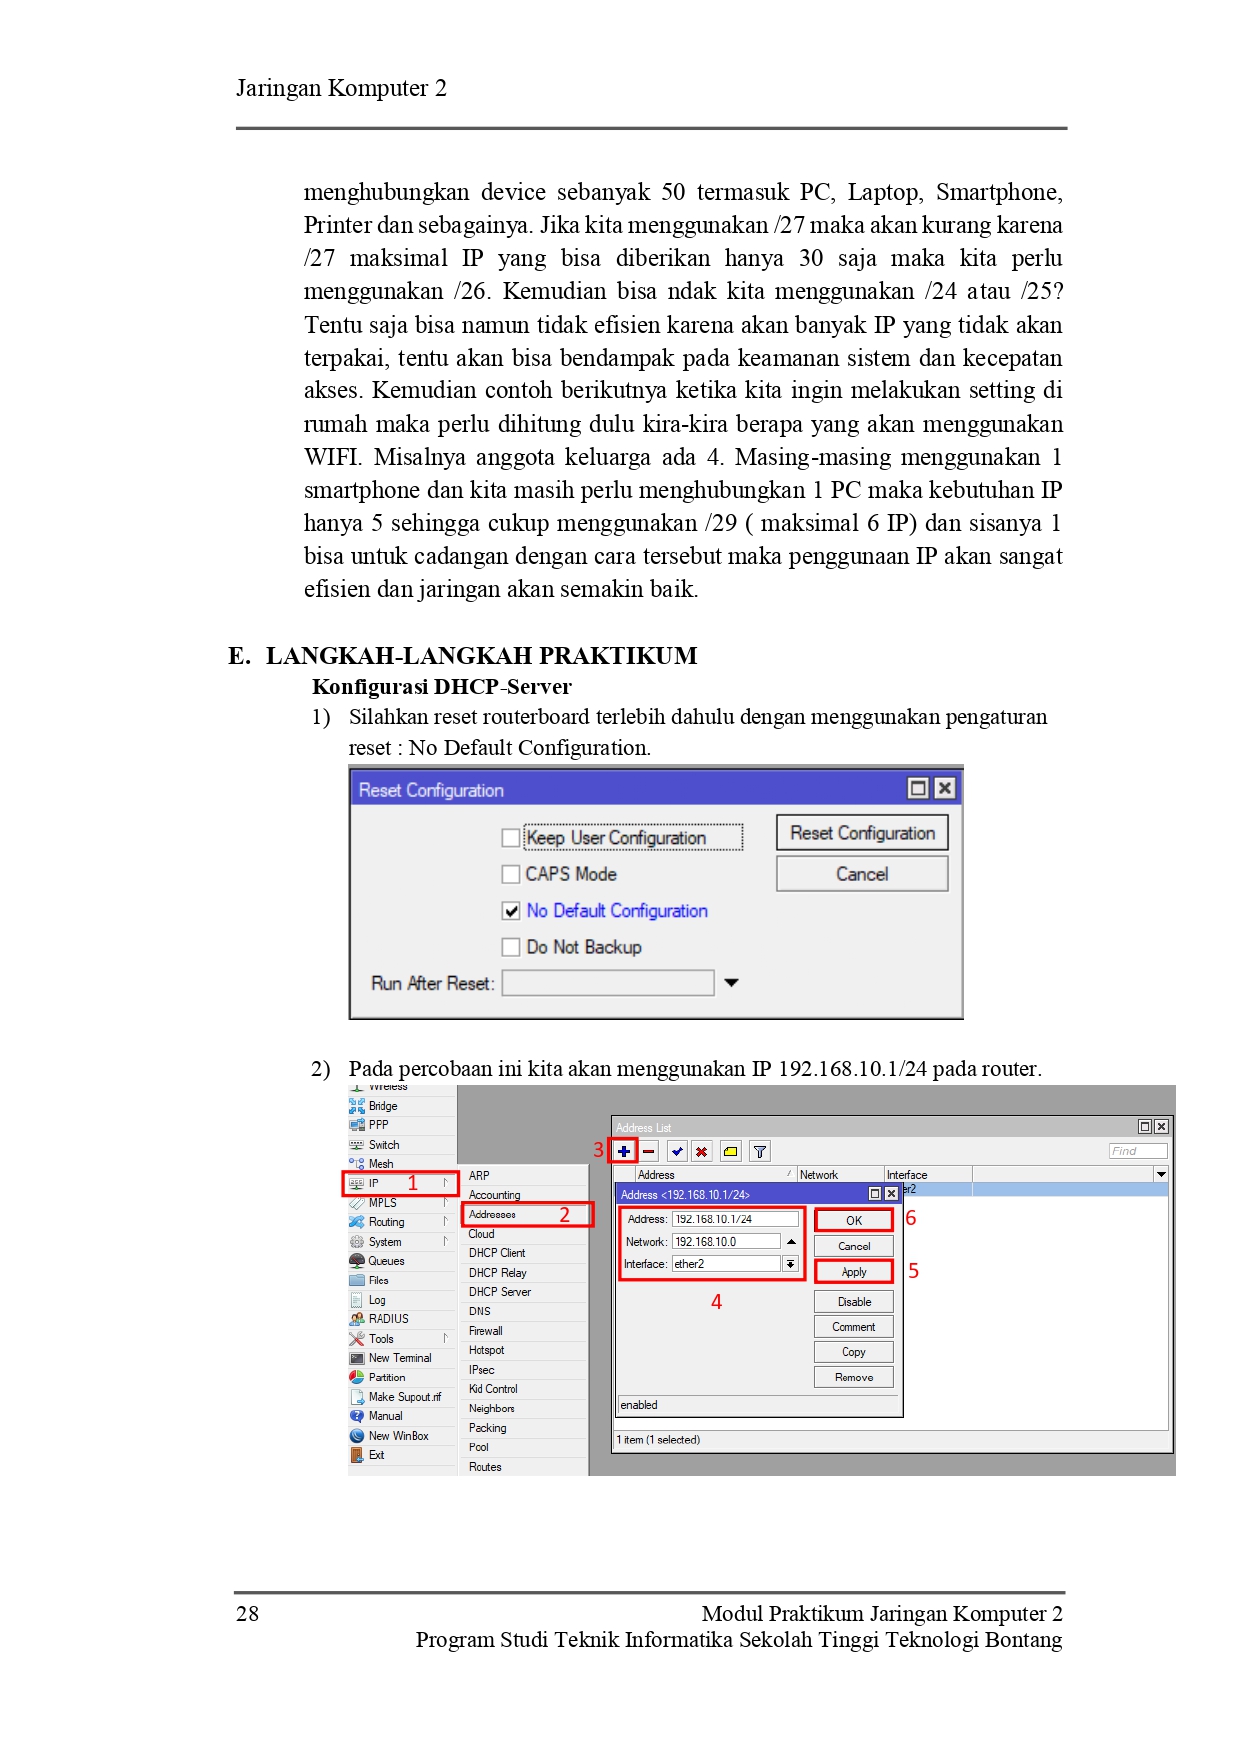 Jaringan Komputer 2
menghubungkan device sebanyak 50 termasuk PC, Laptop, Smartphone,
Printer dan sebagainya. Jika kita menggunakan /27 maka akan kurang karena
/27 maksimal IP yang bisa diberikan hanya 30 saja maka kita perlu
menggunakan /26. Kemudian bisa ndak kita menggunakan /24 atau /25?
Tentu saja bisa namun tidak efisien karena akan banyak IP yang tidak akan
terpakai, tentu akan bisa bendampak pada keamanan sistem dan kecepatan
akses. Kemudian contoh berikutnya ketika kita ingin melakukan setting di
rumah maka perlu dihitung dulu kira-kira berapa yang akan menggunakan
WIFI. Misalnya anggota keluarga ada 4. Masing-masing menggunakan 1
smartphone dan kita masih perlu menghubungkan 1 PC maka kebutuhan IP
hanya 5 sehingga cukup menggunakan /29 ( maksimal 6 IP) dan sisanya 1
bisa untuk cadangan dengan cara tersebut maka penggunaan IP akan sangat
efisien dan jaringan akan semakin baik.
E. LANGKAH-LANGKAH PRAKTIKUM
Konfigurasi DHCP-Server
1) Silahkan reset routerboard terlebih dahulu dengan menggunakan pengaturan
reset : No Default Configuration.
Reset Configuration
Keep User Configuration
Reset Configuration
CAPS Mode
Cancel
No Default Configuration
Do Not Backup
Run After Reset:
2) Pada percobaan ini kita akan menggunakan IP 192.168.10.1/24 pada router.
Wireless
Bridge
PPP
Switch
Mesh
IP 1
MPLS
Routing
System
Queues
Files
Log
RADIUS
Tools
New Terminal
Partition
Make Supout.rif
Manual
New WinBox
Exit
ARP
Accounting
Addresses 2
Cloud
DHCP Client
DHCP Relay
DHCP Server
DNS
Firewall
Hotspot
IPsec
Kid Control
Neighbors
Packing
Pool
Routes
Address List
3
Find
Address Network Interface
er2
Address <192.168.10.1/24>
Address: 192.168.10.1/24
Network: 192.168.10.0
Interface: ether2
4
OK 6
Cancel
Apply 5
Disable
Comment
Copy
Remove
enabled
1 item (1 selected)
28 Modul Praktikum Jaringan Komputer 2
Program Studi Teknik Informatika Sekolah Tinggi Teknologi Bontang